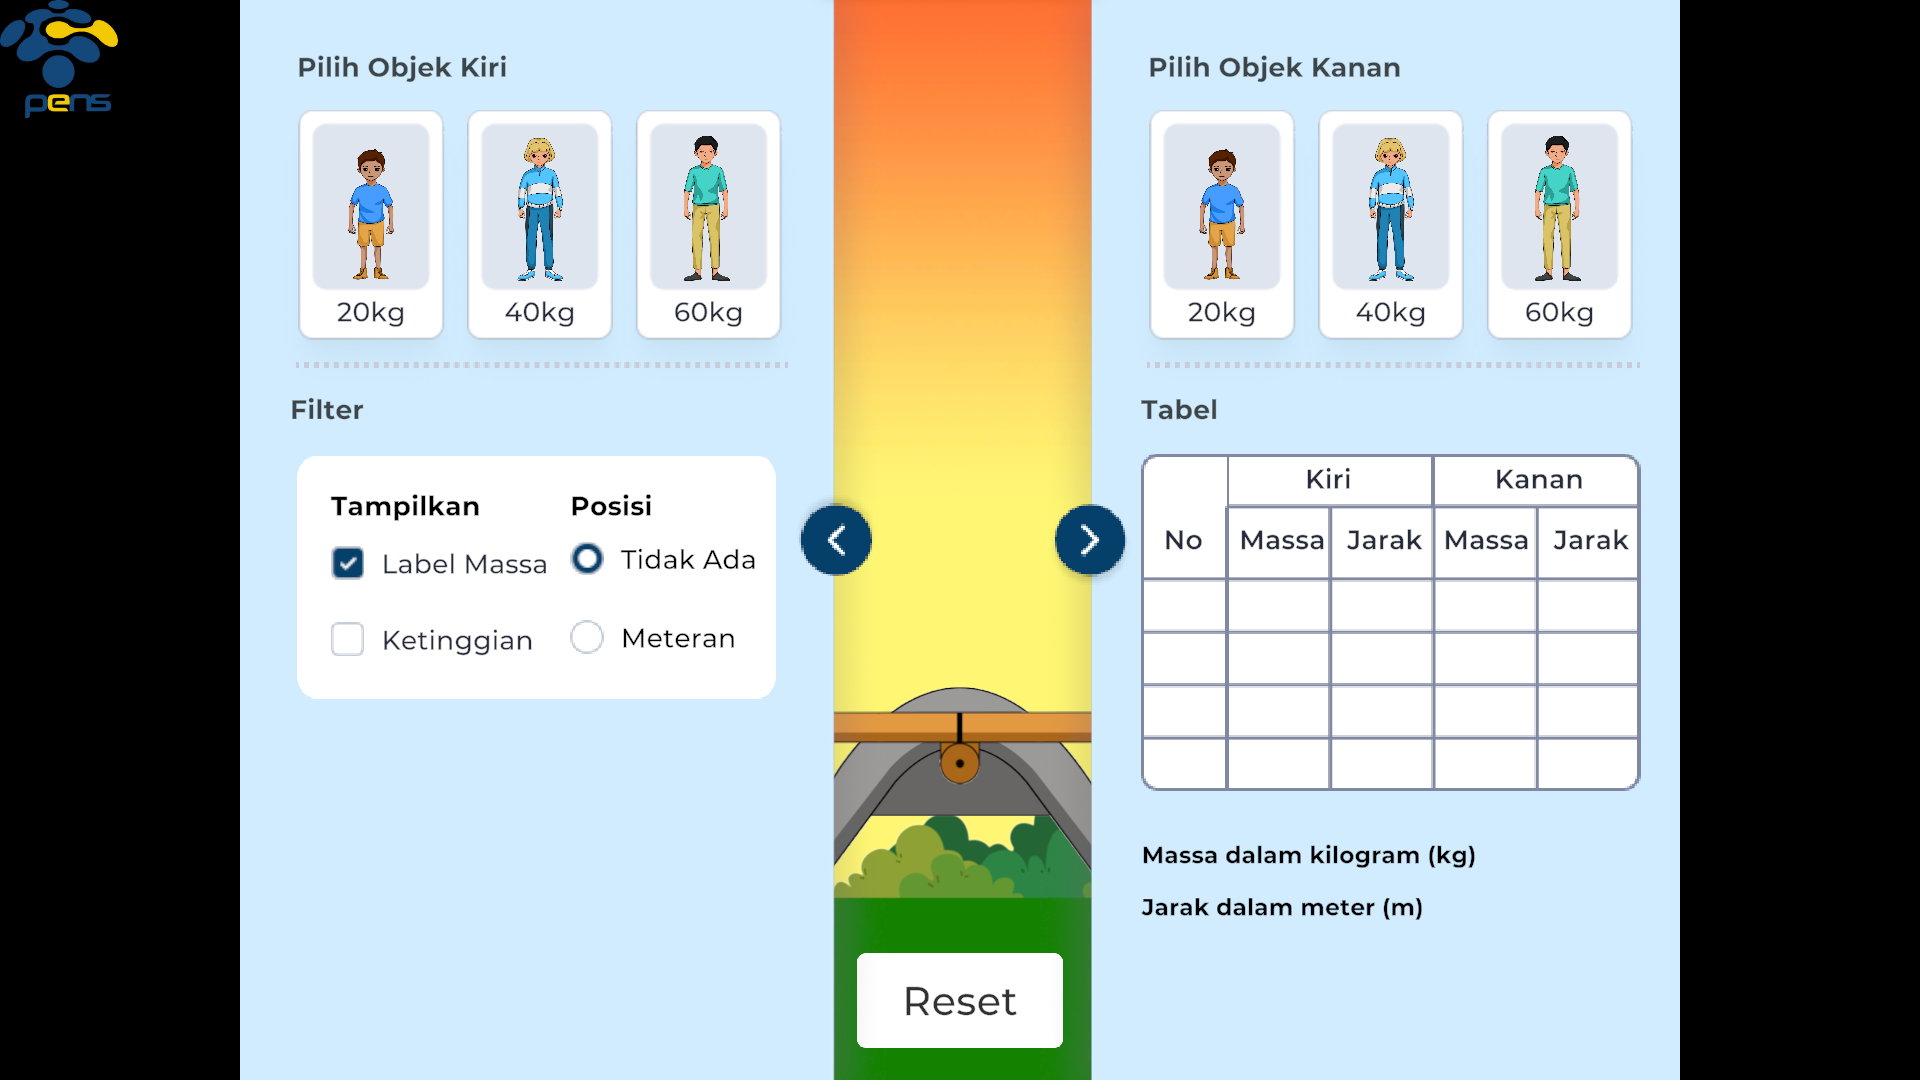 pens
Pilih Objek Kiri
20kg 40kg 60kg
Filter
Tampilkan Posisi
Label Massa Tidak Ada
Ketinggian Meteran
Reset
Pilih Objek Kanan
20kg 40kg 60kg
Tabel
Kiri Kanan
No Massa Jarak Massa Jarak
Massa dalam kilogram (kg)
Jarak dalam meter (m)